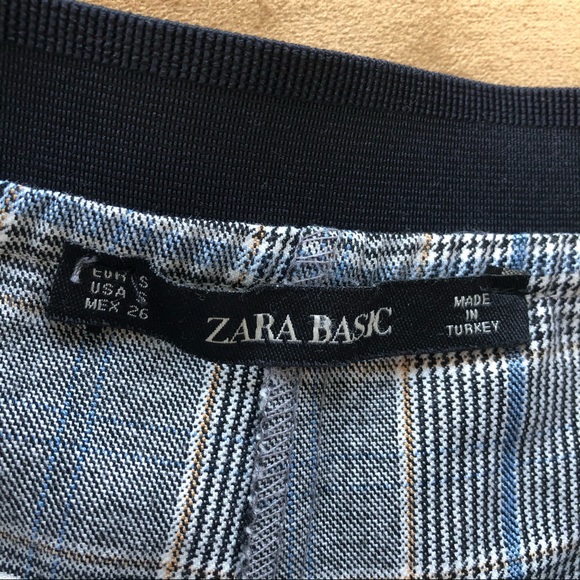 EUR S
USA S
MEX 26
ZARA BASIC
MADE
IN
TURKEY